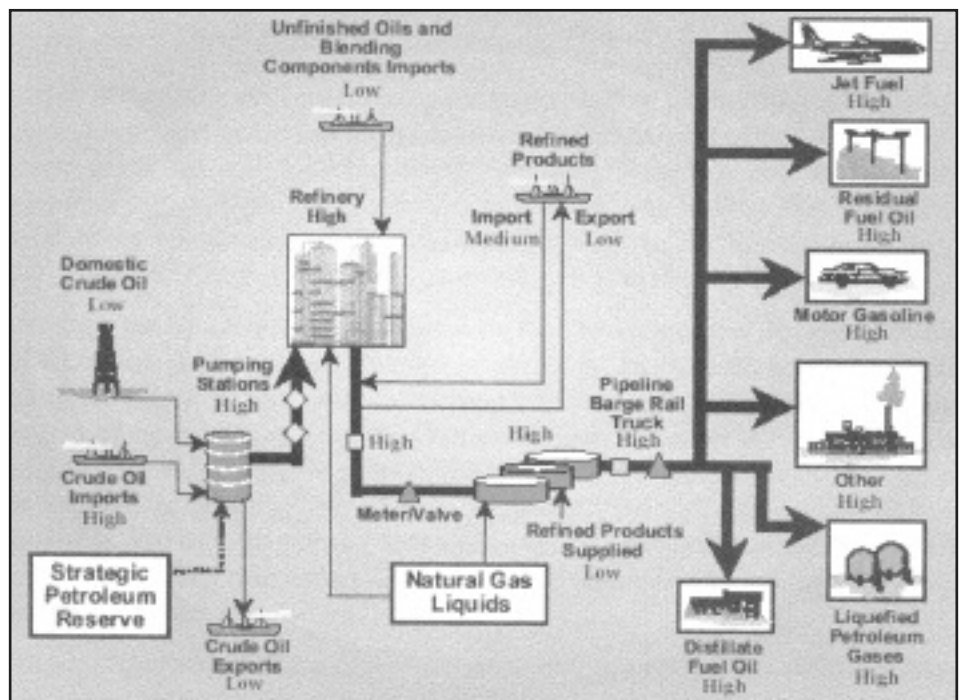 Unfinished Oils and
Blending
Components Imports
Low
Refined
Products
Import
Medium
Export
Low
Refinery
High
Domestic
Crude Oil
Low
Pumping
Stations
High
Crude Oil
Imports
High
Strategic
Petroleum
Reserve
Crude Oil
Exports
Low
High
Meter/Valve
High
Natural Gas
Liquids
Refined Products
Supplied
Low
Pipeline
Barge Rail
Truck
High
Jet Fuel
High
Residual
Fuel Oil
High
Motor Gasoline
High
Other
High
Distillate
Fuel Oil
High
Liquefied
Petroleum
Gases
High